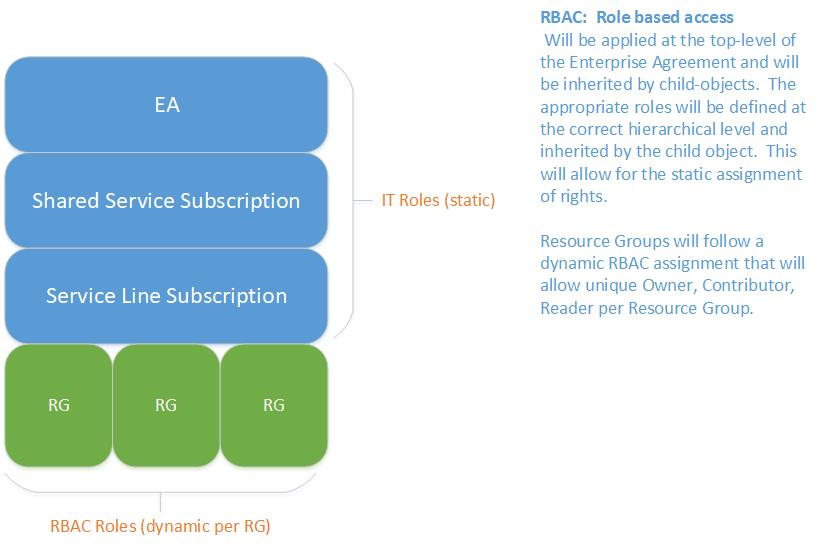 EA
Shared Service Subscription
Service Line Subscription
RG RG RG
IT Roles (static)
RBAC Roles (dynamic per RG)
RBAC:  Role based access
Will be applied at the top-level of
the Enterprise Agreement and will
be inherited by child-objects.  The
appropriate roles will be defined at
the correct hierarchical level and
inherited by the child object.  This
will allow for the static assignment
of rights.
Resource Groups will follow a
dynamic RBAC assignment that will
allow unique Owner, Contributor,
Reader per Resource Group.